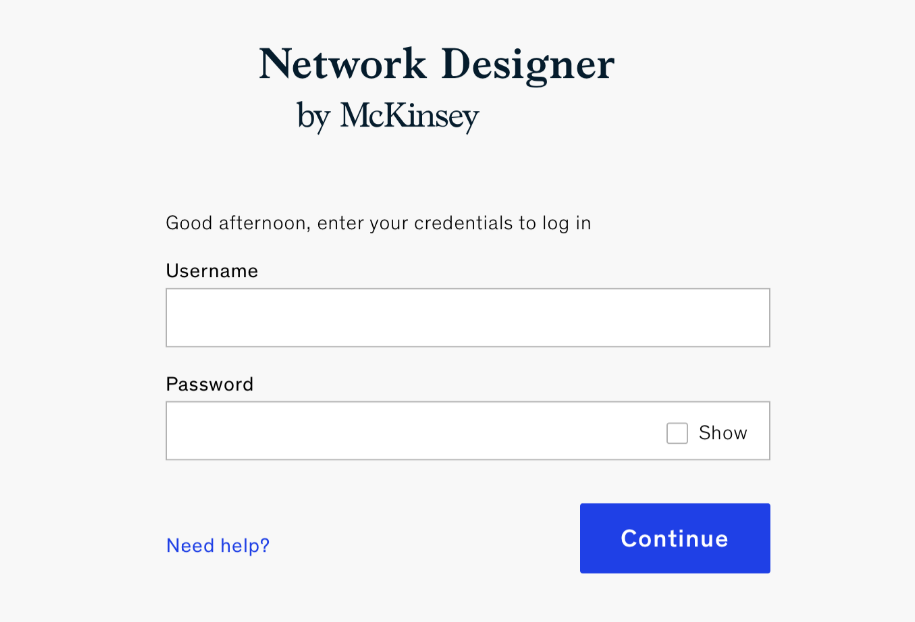 Network Designer
by McKinsey
Good afternoon, enter your credentials to log in
Username
Password
Show
Need help?
Continue